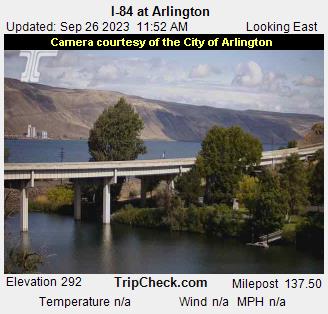 I-84 at Arlington
Updated: Sep 26 2023 11:52 AM Looking East
Camera courtesy of the City of Arlington
Elevation 292 TripCheck.com Milepost 137.50
Temperature n/a Wind n/a MPH n/a